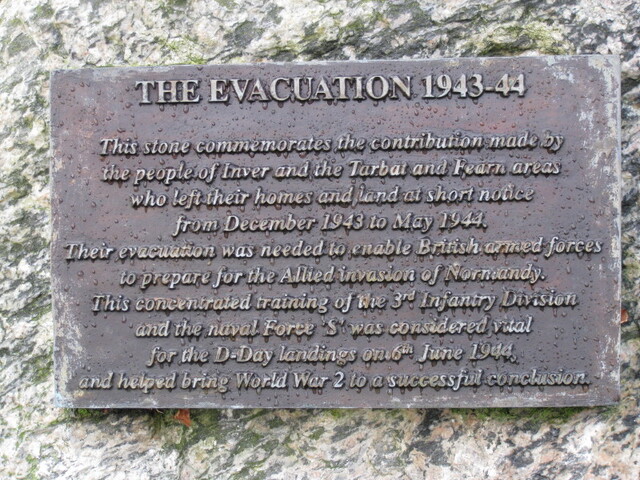 THE EVACUATION 1943-44
This stone commemorates the contribution made by
the people of Inver and the Tarbat and Fearn areas
who left their homes and land at short notice
from December 1943 to May 1944.
Their evacuation was needed to enable British armed forces
to prepare for the Allied invasion of Normandy.
This concentrated training of the 3rd Infantry Division
and the naval Force 'S' was considered vital
for the D-Day landings on 6th June 1944,
and helped bring World War 2 to a successful conclusion.